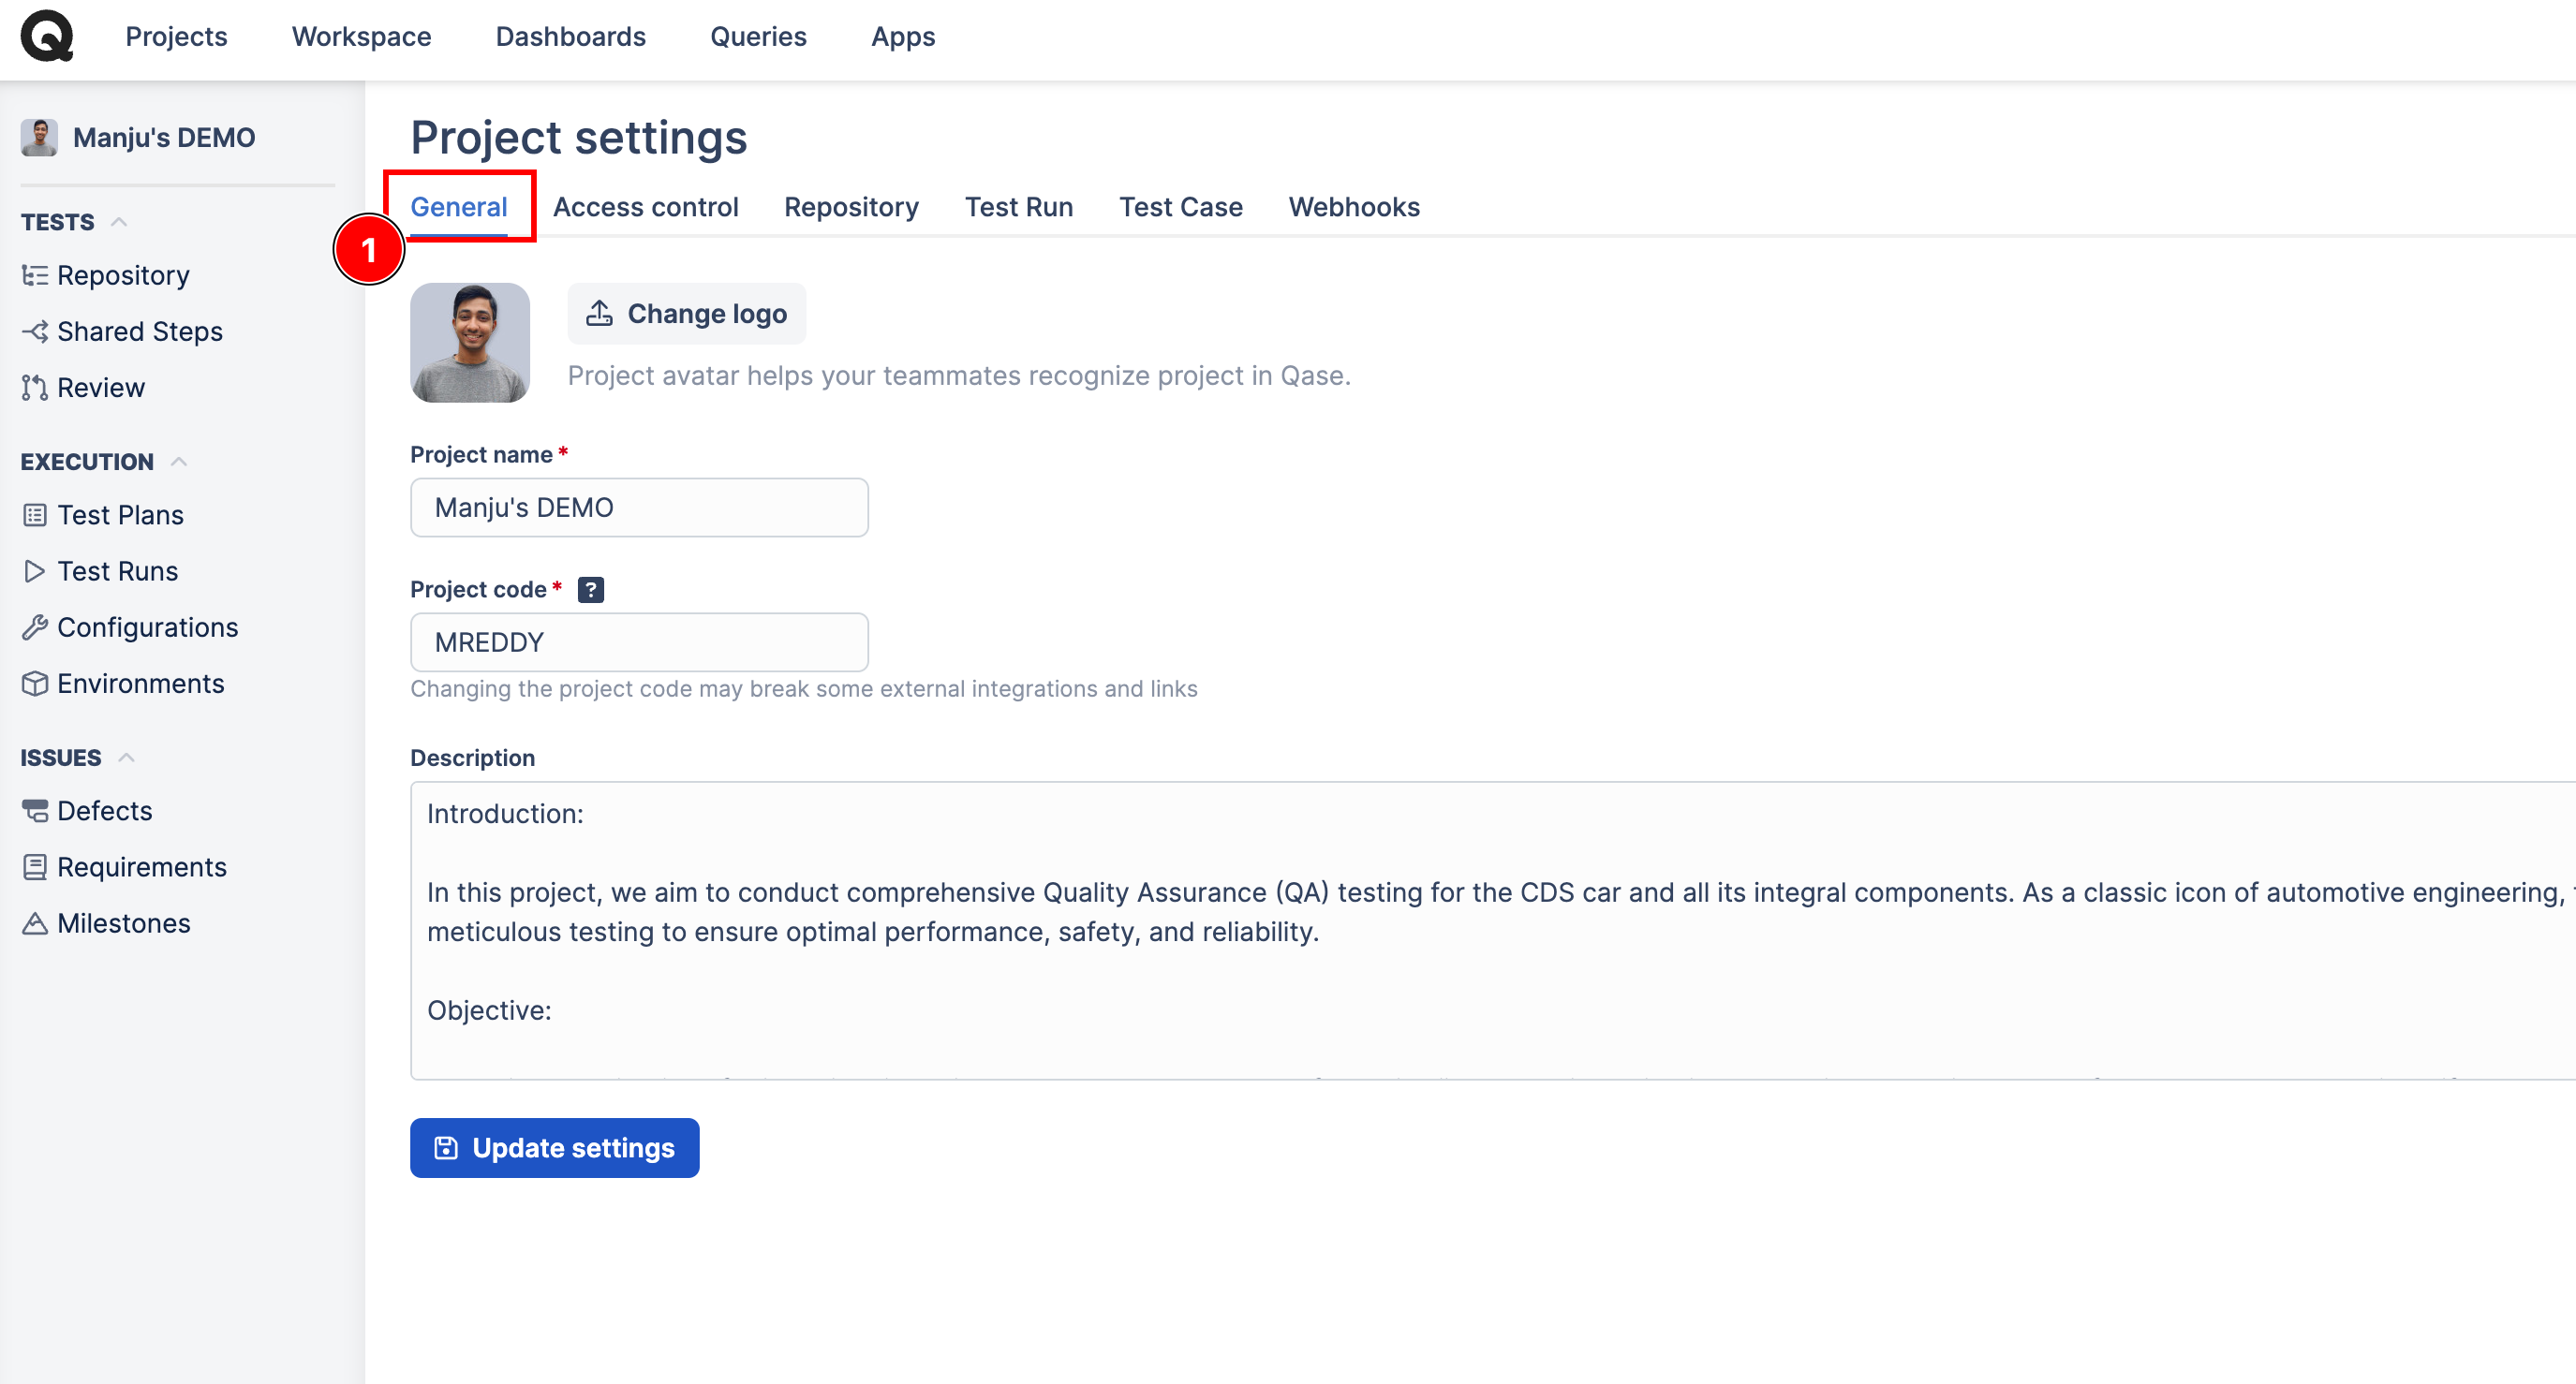 Projects Workspace Dashboards Queries Apps
Manju's DEMO
TESTS
Repository
Shared Steps
Review
EXECUTION
Test Plans
Test Runs
Configurations
Environments
ISSUES
Defects
Requirements
Milestones
Project settings
General Access control Repository Test Run Test Case Webhooks
1
Change logo
Project avatar helps your teammates recognize project in Qase.
Project name *
Manju's DEMO
Project code * ?
MREDDY
Changing the project code may break some external integrations and links
Description
Introduction:
In this project, we aim to conduct comprehensive Quality Assurance (QA) testing for the CDS car and all its integral components. As a classic icon of automotive engineering,
meticulous testing to ensure optimal performance, safety, and reliability.
Objective:
Update settings